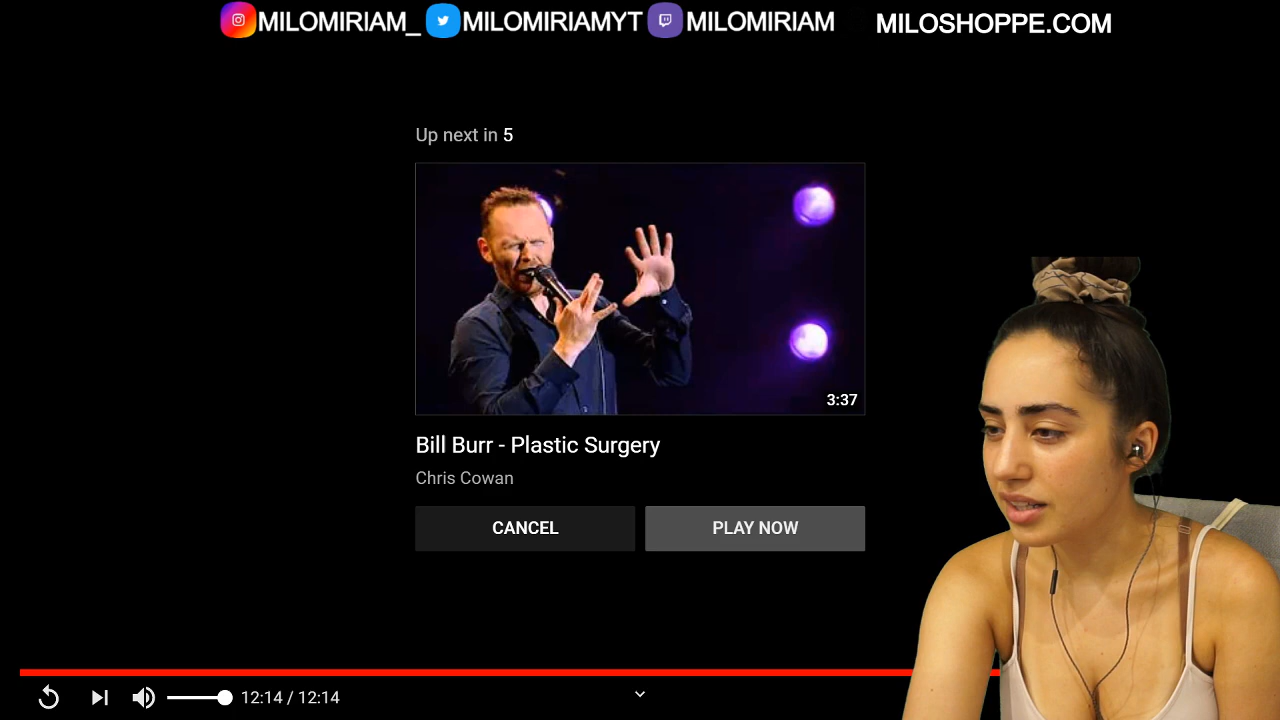 MILOMIRIAM_ MILOMIRIAMYT MILOMIRIAM MILOSHOPPE.COM
Up next in 5
3:37
Bill Burr - Plastic Surgery
Chris Cowan
CANCEL PLAY NOW
12:14 / 12:14